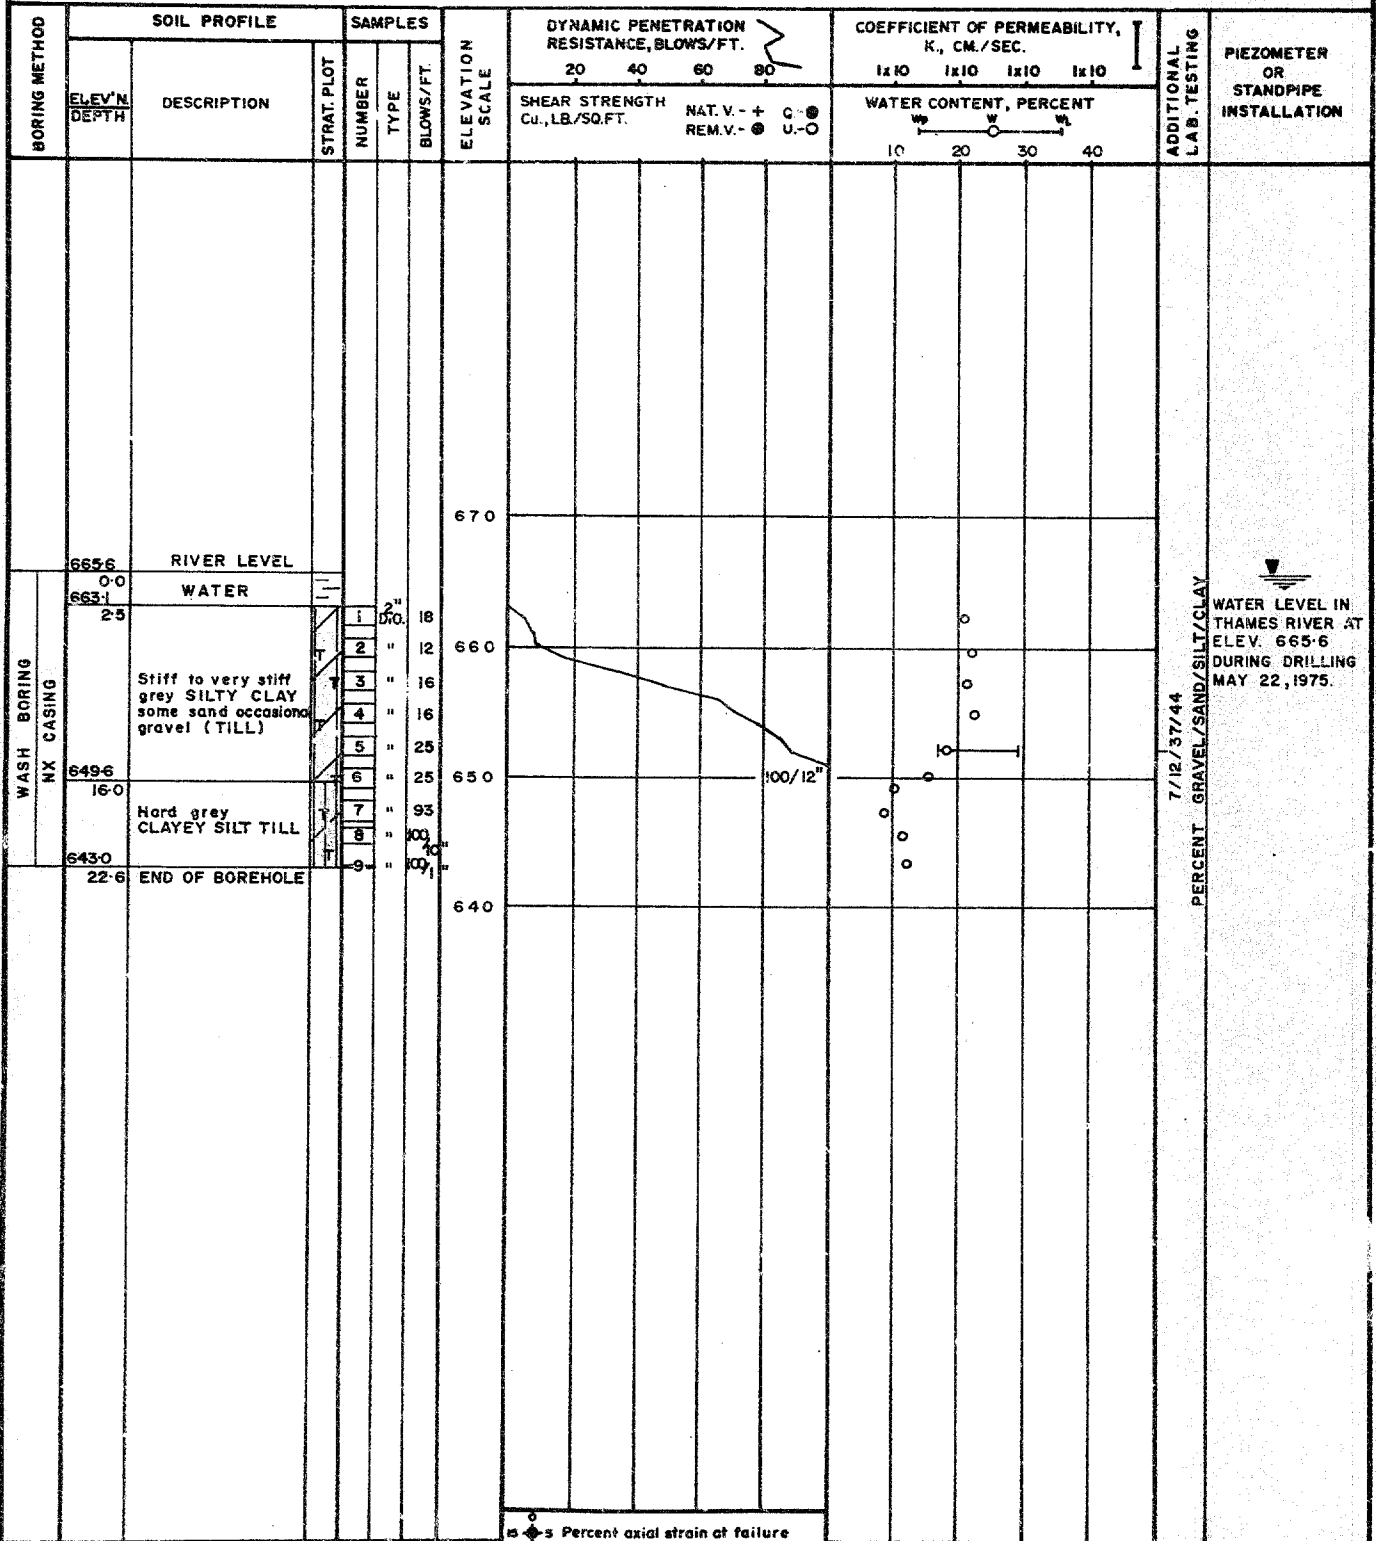 BORING METHOD
SOIL PROFILE
ELEV'N.
DEPTH
DESCRIPTION
STRAT. PLOT
SAMPLES
NUMBER
TYPE
BLOWS/FT.
ELEVATION
SCALE
DYNAMIC PENETRATION
RESISTANCE, BLOWS/FT.
20 40 60 80
SHEAR STRENGTH
Cu., LB./SQ.FT.
NAT. V. - +
REM.V. -
Q.-
U.-
COEFFICIENT OF PERMEABILITY,
K., CM./SEC.
1x10 1x10 1x10 1x10
WATER CONTENT, PERCENT
Wp W WL
10 20 30 40
ADDITIONAL
LAB. TESTING
PIEZOMETER
OR
STANDPIPE
INSTALLATION
WASH BORING
NX CASING
665·6 RIVER LEVEL
0·0
WATER
663·1
2·5
Stiff to very stiff
grey SILTY CLAY
some sand occasiona
gravel (TILL)
649·6
16·0
Hard grey
CLAYEY SILT TILL
643·0
22·6 END OF BOREHOLE
1 2" D.O. 18
2 " 12
3 " 16
4 " 16
5 " 25
6 " 25
7 " 93
8 " 100/10"
9 " 100/1"
670
660
650
640
100/12"
7/12/37/44
PERCENT GRAVEL/SAND/SILT/CLAY
WATER LEVEL IN
THAMES RIVER AT
ELEV. 665·6
DURING DRILLING
MAY 22, 1975.
Percent axial strain at failure